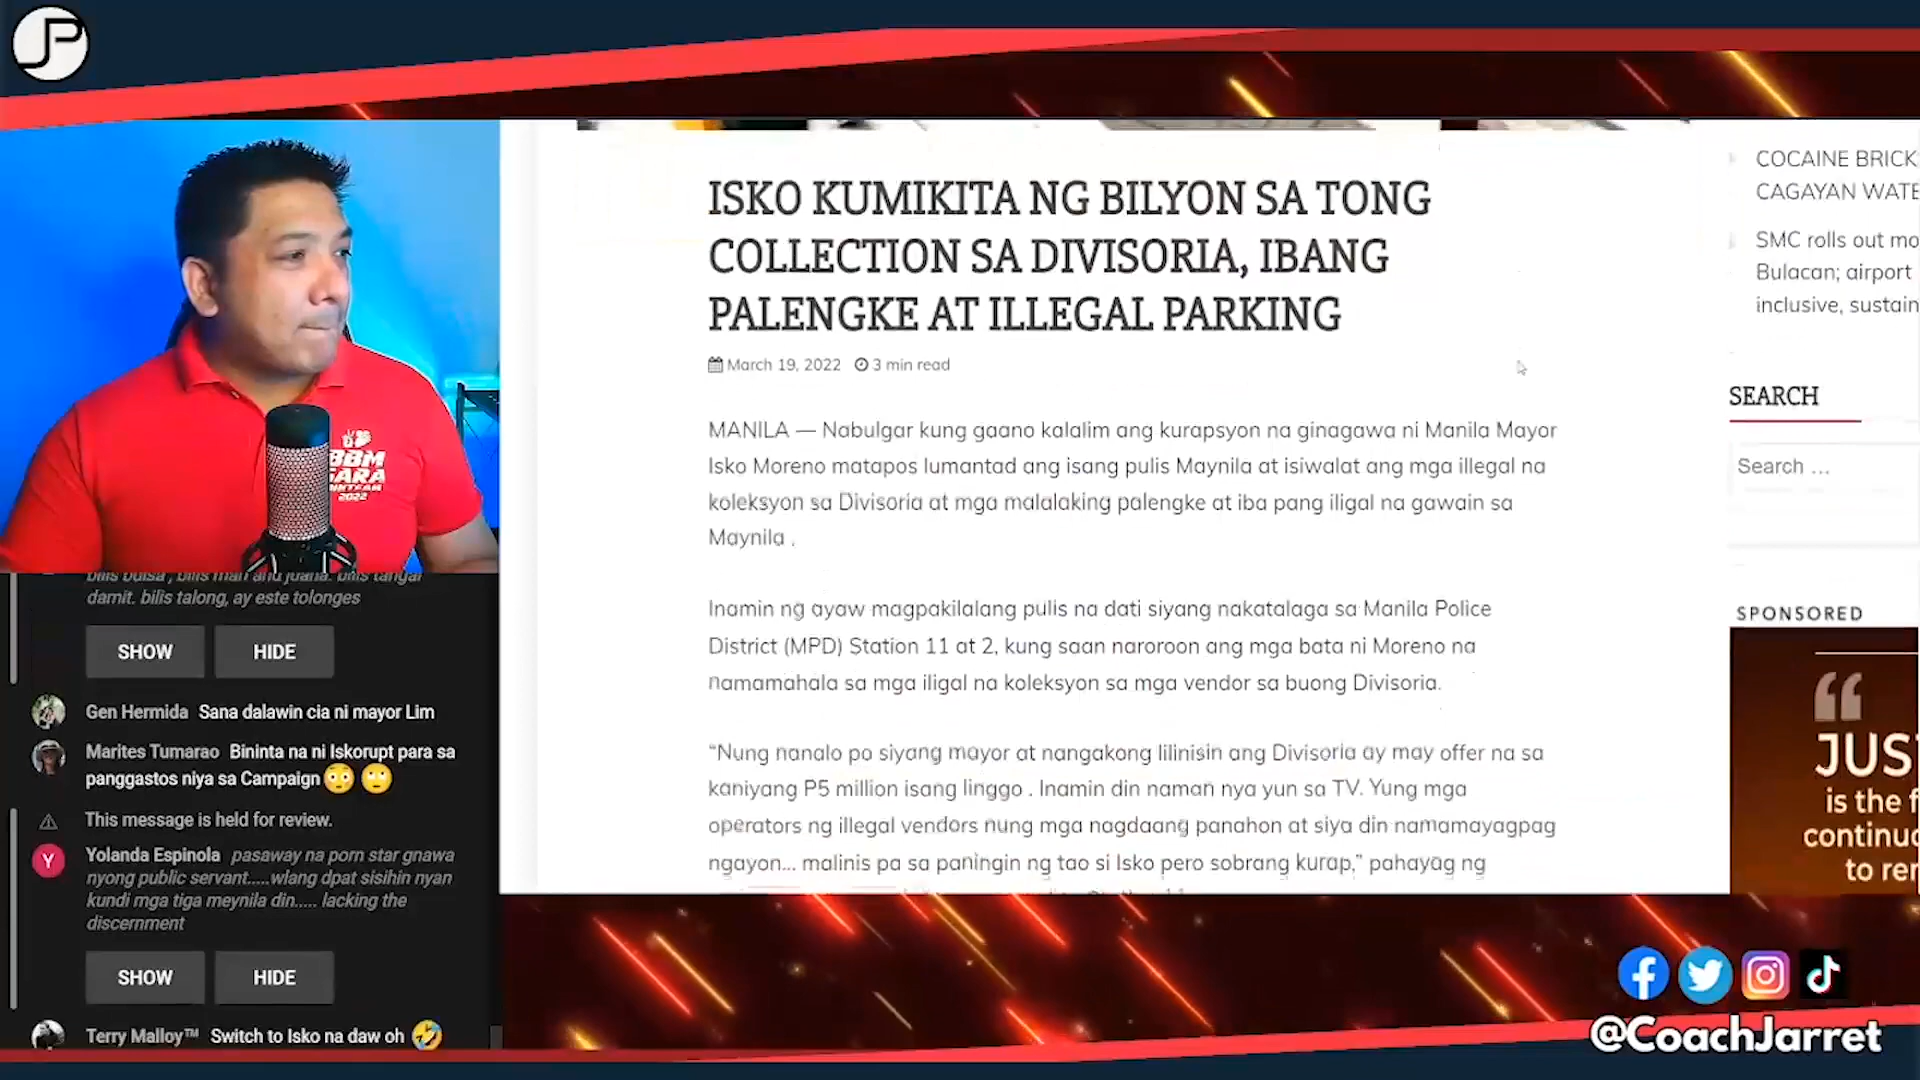 JP
ISKO KUMIKITA NG BILYON SA TONG
COLLECTION SA DIVISORIA, IBANG
PALENGKE AT ILLEGAL PARKING
March 19, 2022 3 min read
MANILA — Nabulgar kung gaano kalalim ang kurapsyon na ginagawa ni Manila Mayor
Isko Moreno matapos lumantad ang isang pulis Maynila at isiwalat ang mga illegal na
koleksyon sa Divisoria at mga malalaking palengke at iba pang iligal na gawain sa
Maynila .
Inamin ng ayaw magpakilalang pulis na dati siyang nakatalaga sa Manila Police
District (MPD) Station 11 at 2, kung saan naroroon ang mga bata ni Moreno na
namamahala sa mga iligal na koleksyon sa mga vendor sa buong Divisoria.
“Nung nanalo po siyang mayor at nangakong lilinisin ang Divisoria ay may offer na sa
kaniyang P5 million isang linggo . Inamin din naman nya yun sa TV. Yung mga
operators ng illegal vendors nung mga nagdaang panahon at siya din namamayagpag
ngayon... malinis pa sa paningin ng tao si Isko pero sobrang kurap,” pahayag ng
COCAINE BRICK
CAGAYAN WATE
SMC rolls out mo
Bulacan; airport
inclusive, sustain
SEARCH
Search ...
SPONSORED
“
JUS
is the f
continuo
to rer
BBM
SARA
2022
bilis bulsa , bilis man and juana. bilis tangal
damit. bilis talong, ay este tolonges
SHOW HIDE
Gen Hermida Sana dalawin cia ni mayor Lim
Marites Tumarao Bininta na ni Iskorupt para sa
panggastos niya sa Campaign😳 🙄
This message is held for review.
Y
Yolanda Espinola pasaway na porn star gnawa
nyong public servant.....wlang dpat sisihin nyan
kundi mga tiga meynila din..... lacking the
discernment
SHOW HIDE
Terry Malloy™ Switch to Isko na daw oh 🤣
@CoachJarret